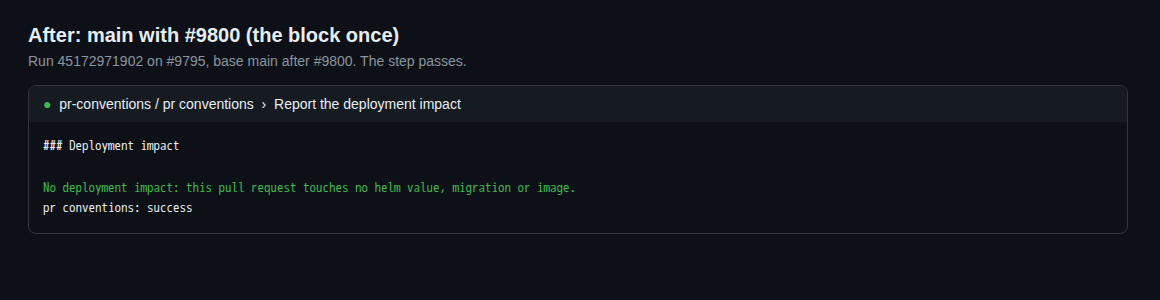 After: main with #9800 (the block once)
Run 45172971902 on #9795, base main after #9800. The step passes.
pr-conventions / pr conventions › Report the deployment impact
### Deployment impact
No deployment impact: this pull request touches no helm value, migration or image.
pr conventions: success